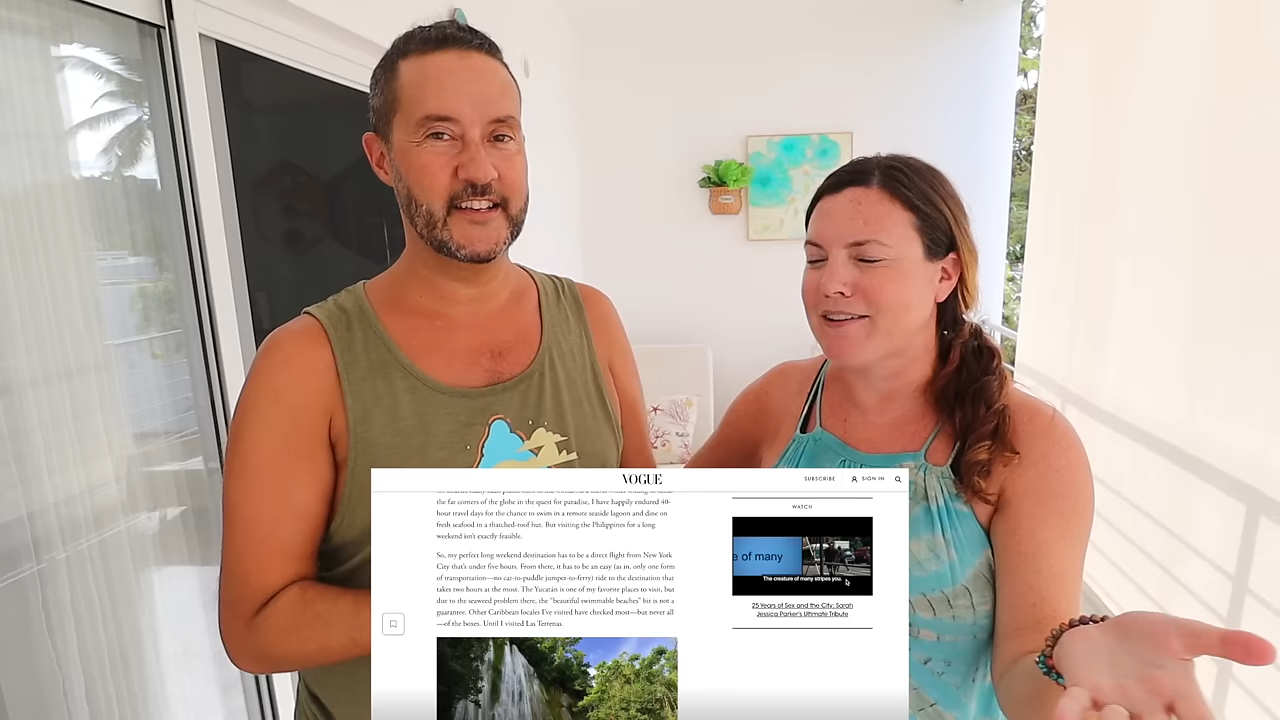 VOGUE
SUBSCRIBE
SIGN IN
the far corners of the globe in the quest for paradise, I have happily endured 40-
hour travel days for the chance to swim in a remote seaside lagoon and dine on
fresh seafood in a thatched-roof hut. But visiting the Philippines for a long
weekend isn't exactly feasible.
So, my perfect long weekend destination has to be a direct flight from New York
City that's under five hours. From there, it has to be an easy (as in, only one form
of transportation—no car-to-puddle jumper-to-ferry) ride to the destination that
takes two hours at the most. The Yucatán is one of my favorite places to visit, but
due to the seaweed problem there, the "beautiful swimmable beaches" bit is not a
guarantee. Other Caribbean locales I've visited have checked most—but never all
—of the boxes. Until I visited Las Terrenas.
WATCH
e of many
The creature of many stripes you.
25 Years of Sex and the City: Sarah
Jessica Parker's Ultimate Tribute